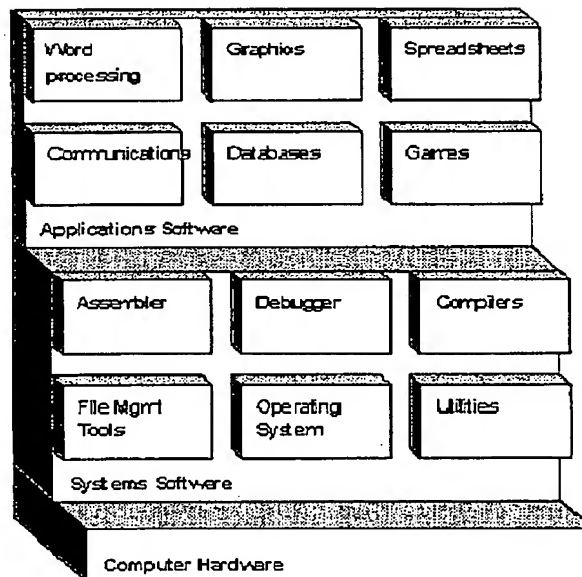 Word
processing
Graphics
Spreadsheets
Communications
Databases
Games
Applications Software
Assembler
Debugger
Compilers
File Mgmt
Tools
Operating
System
Utilities
Systems Software
Computer Hardware